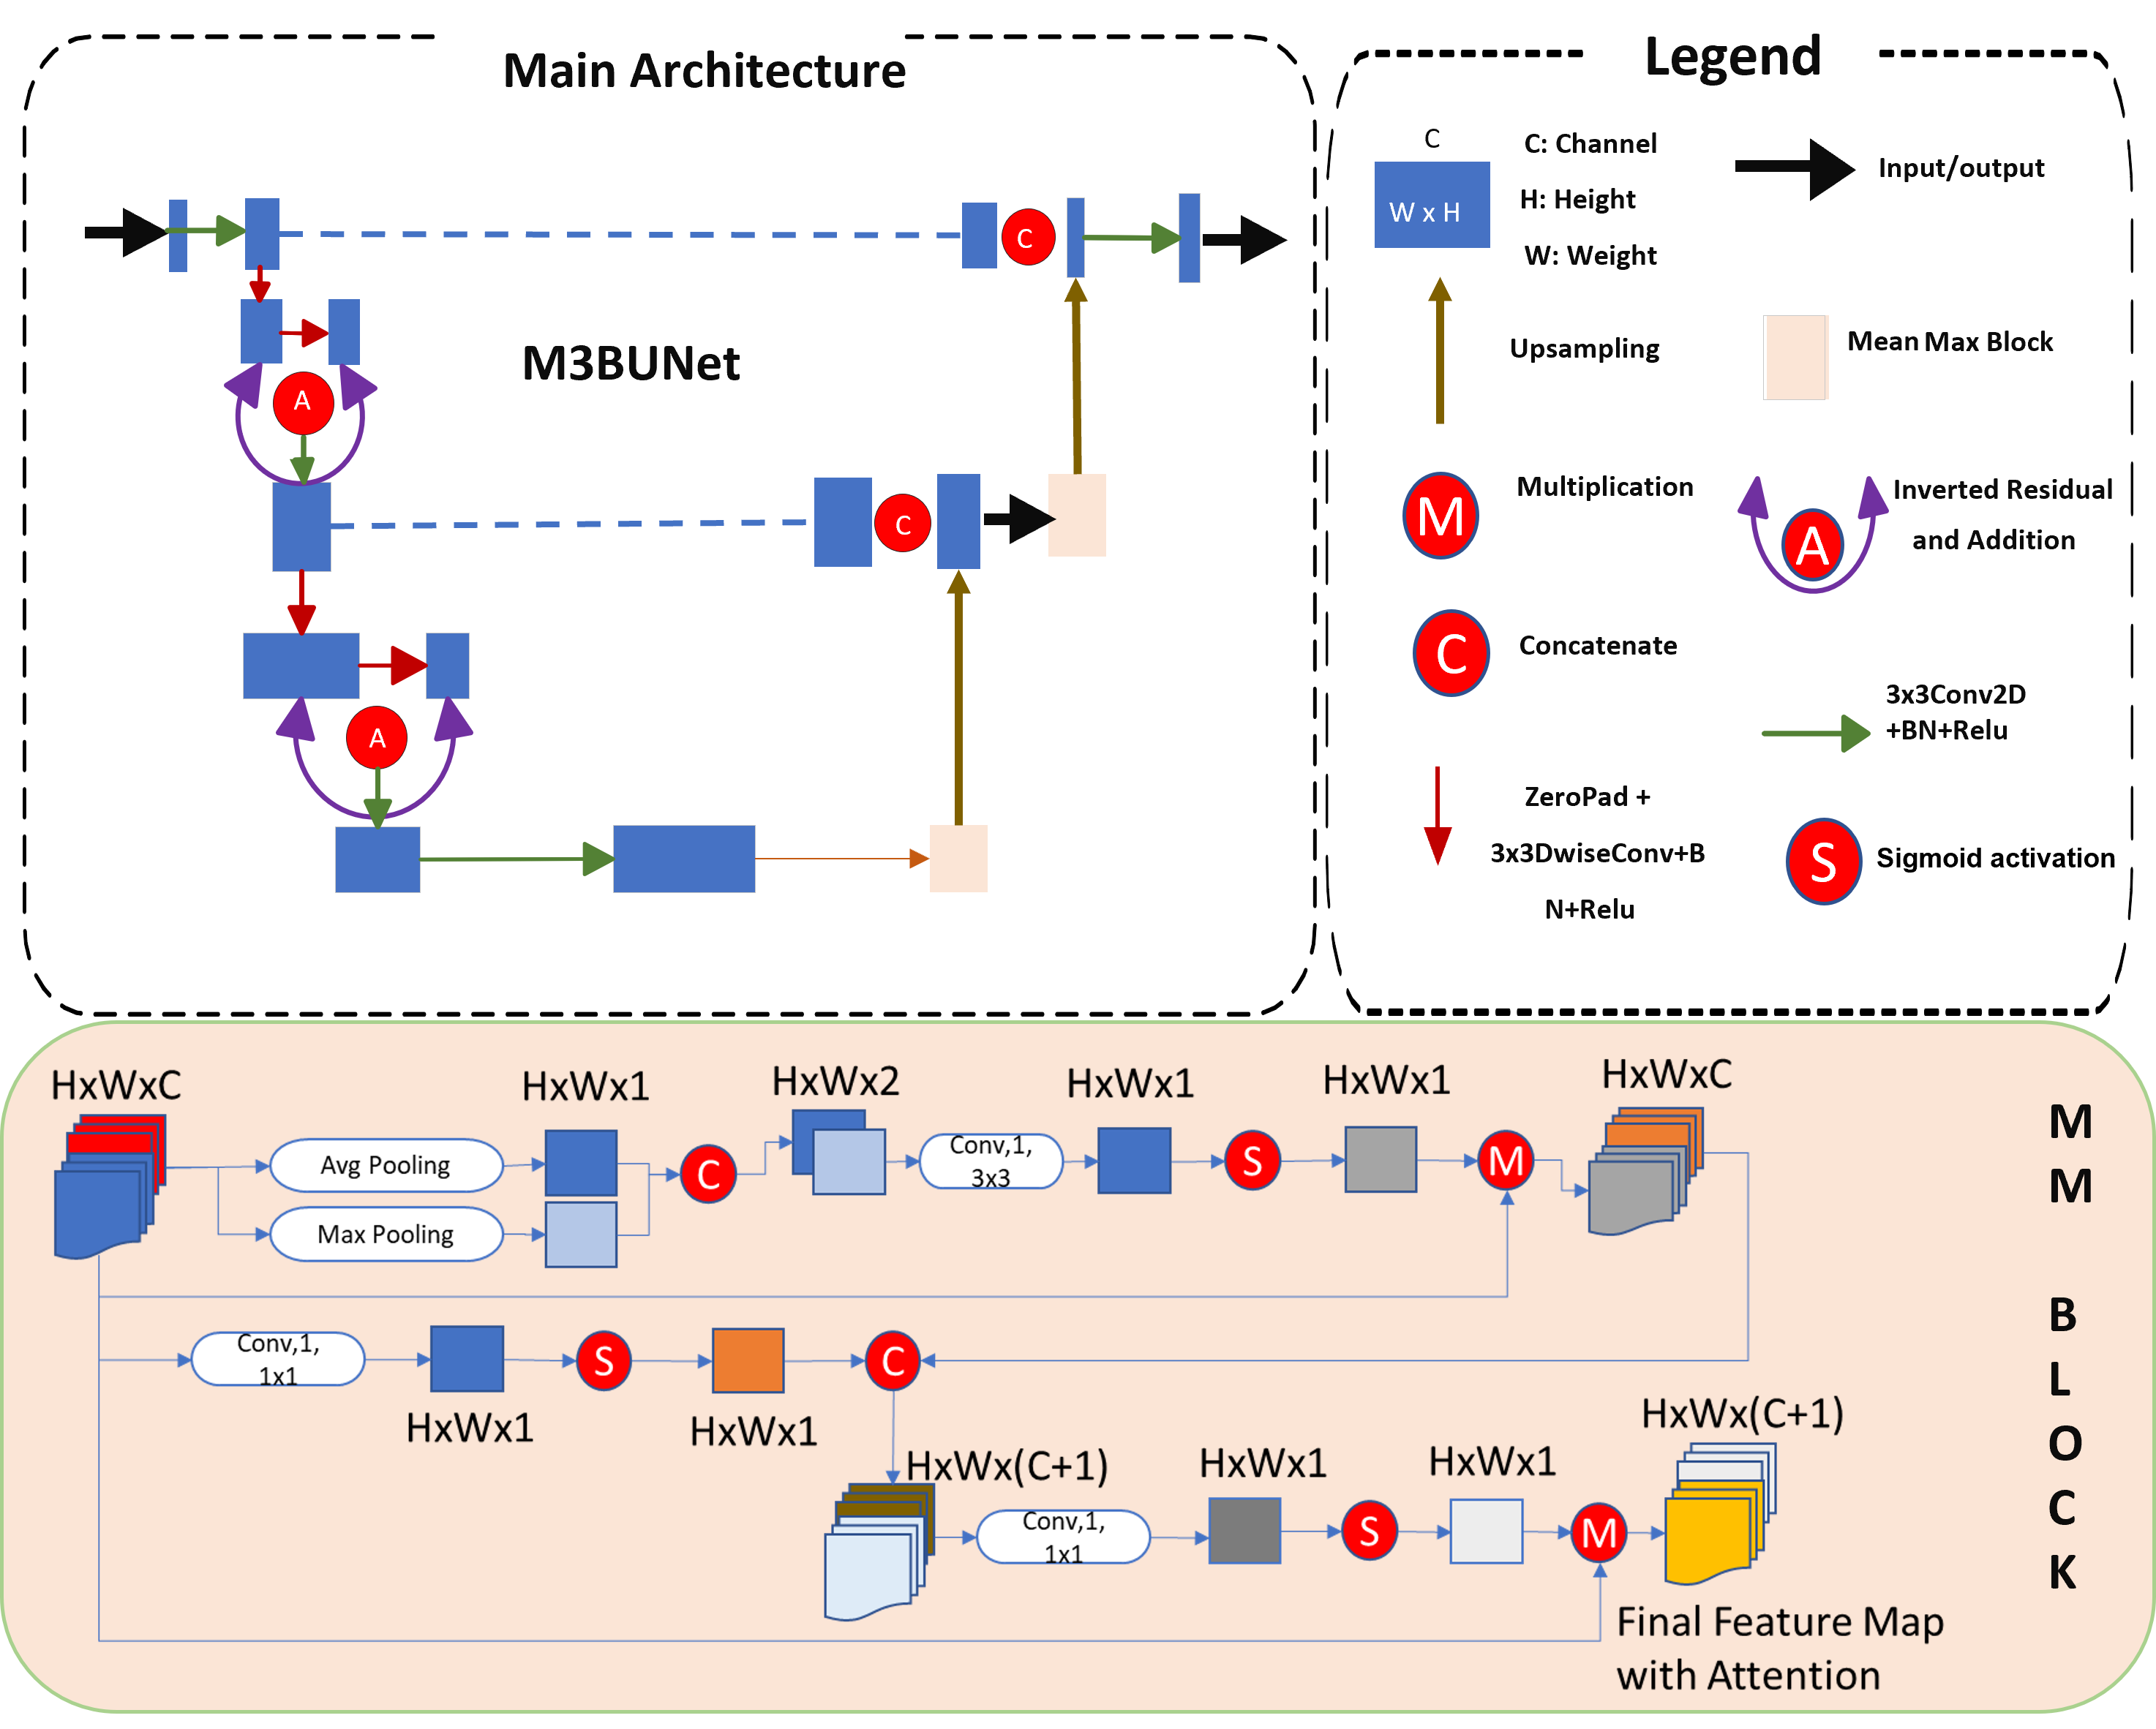 Main Architecture
C
M3BUNet
A
C
A
Legend
C
W x H
C: Channel
H: Height
W: Weight
Input/output
Upsampling
Mean Max Block
M
Multiplication
A
Inverted Residual
and Addition
C
Concatenate
3x3Conv2D
+BN+Relu
ZeroPad +
3x3DwiseConv+B
N+Relu
S
Sigmoid activation
HxWxC
HxWx1
HxWx2
HxWx1
HxWx1
HxWxC
Avg Pooling
Max Pooling
C
Conv,1,
3x3
S
M
Conv,1,
1x1
HxWx1
S
HxWx1
C
HxWx(C+1)
Conv,1,
1x1
HxWx1
S
HxWx1
M
HxWx(C+1)
Final Feature Map
with Attention
M
M
B
L
O
C
K